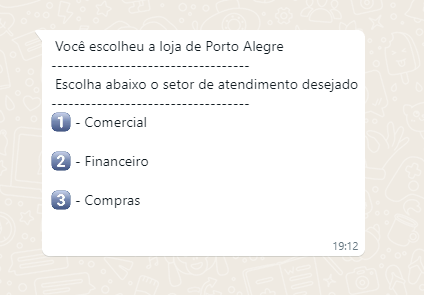 Você escolheu a loja de Porto Alegre
----------------------------------
Escolha abaixo o setor de atendimento desejado
----------------------------------
1️⃣ - Comercial
2️⃣ - Financeiro
3️⃣ - Compras
19:12